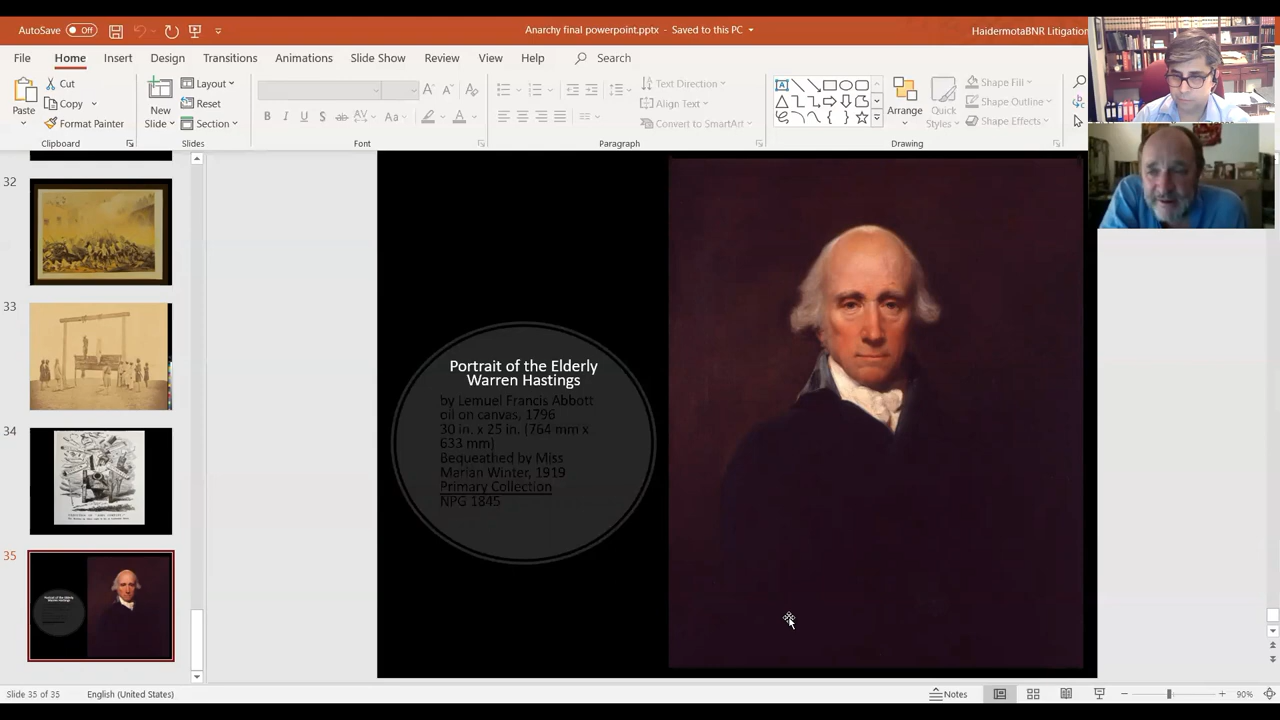 AutoSave Off
Anarchy final powerpoint.pptx - Saved to this PC
HaidermotaBNR Litigation
File Home Insert Design Transitions Animations Slide Show Review View Help Search
Paste
Cut
Copy
Format Painter
Clipboard
New
Slide
Layout
Reset
Section
Slides
Font
Text Direction
Align Text
Convert to SmartArt
Paragraph
Arrange
Quick
Styles
Shape Fill
Shape Outline
Shape Effects
Drawing
32
33
34
35
Portrait of the Elderly
Warren Hastings
by Lemuel Francis Abbott
oil on canvas, 1796
30 in. x 25 in. (764 mm x
633 mm)
Bequeathed by Miss
Marian Winter, 1919
Primary Collection
NPG 1845
Slide 35 of 35
English (United States)
Notes
90%